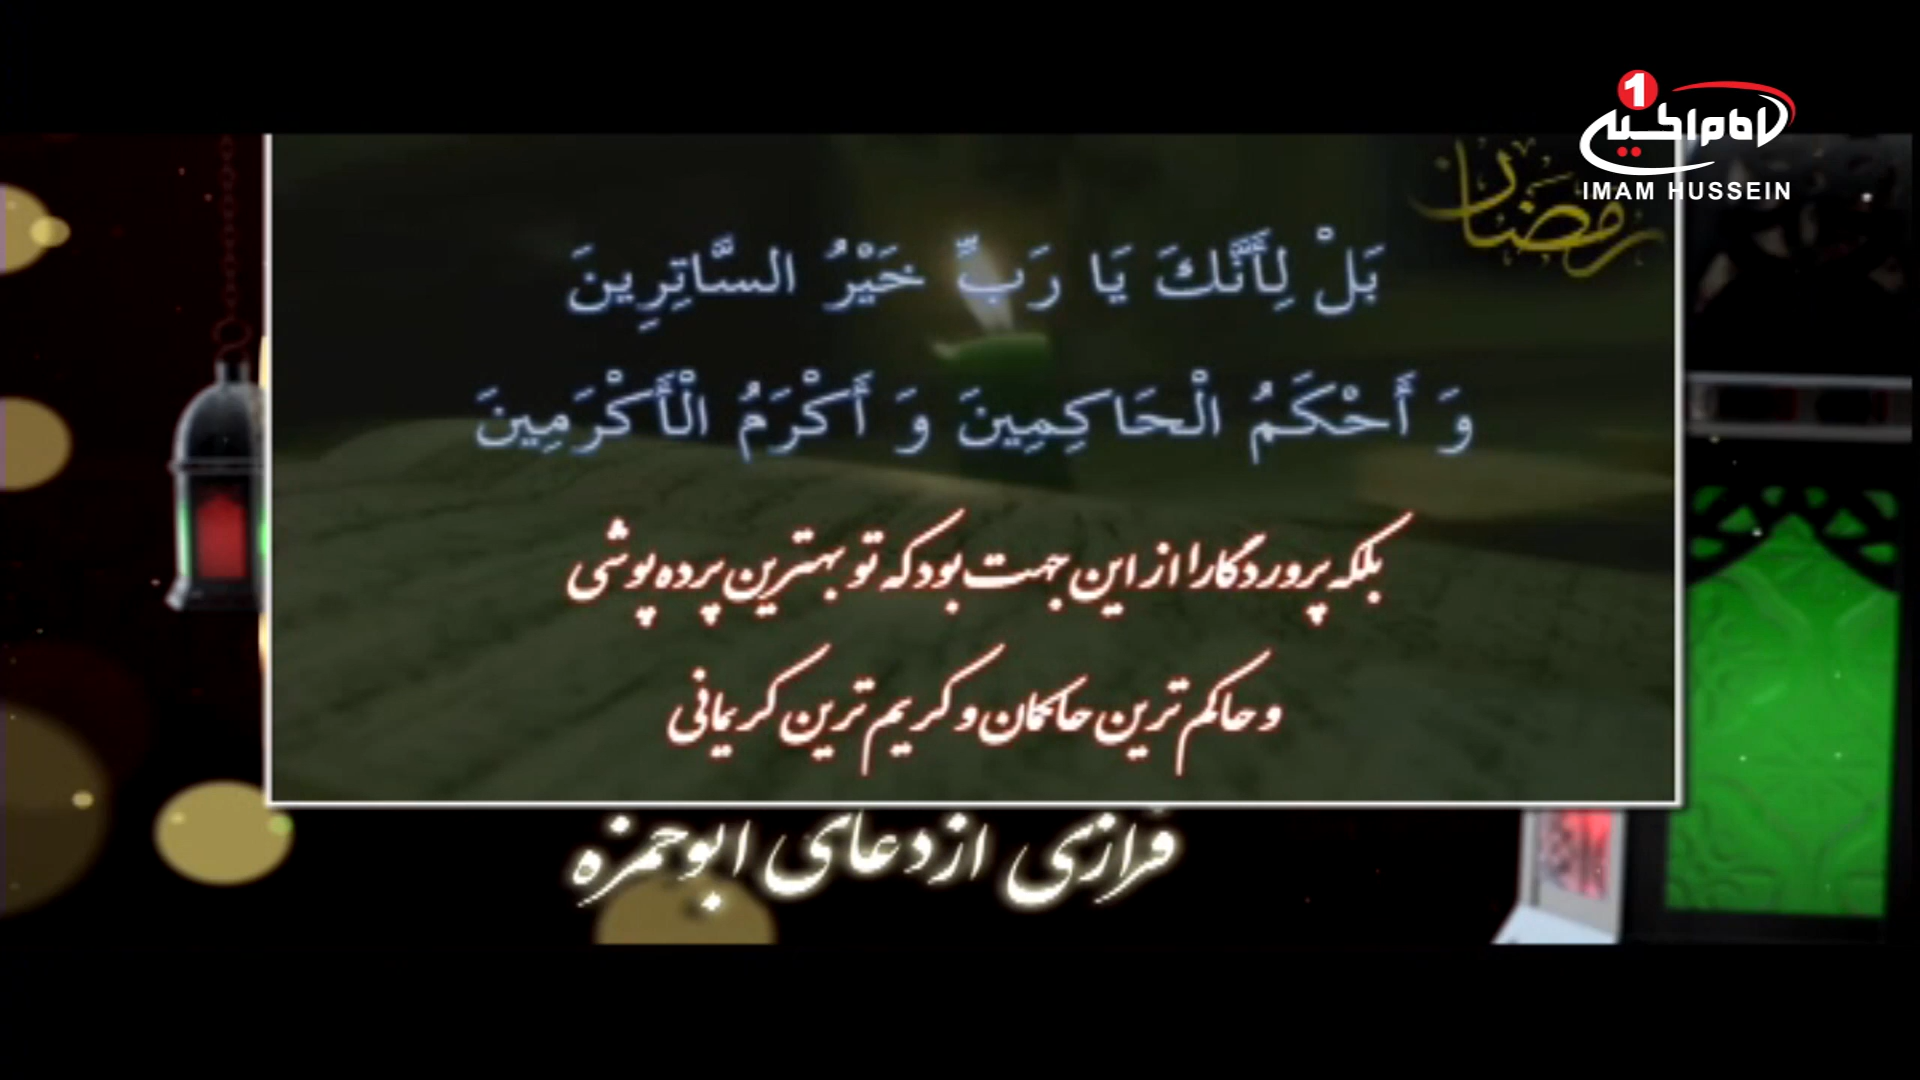 1
امام حسین
IMAM HUSSEIN
رمضان
بَلْ لِأَنَّكَ يَا رَبِّ خَيْرُ السَّاتِرِينَ
وَ أَحْكَمُ الْحَاكِمِينَ وَ أَكْرَمُ الْأَكْرَمِينَ
بلکه پروردگارا از این جهت بود که تو بهترین پرده پوشی
و حاکم ترین حاکمان و کریم ترین کریمانی
فرازی از دعای ابوحمزه